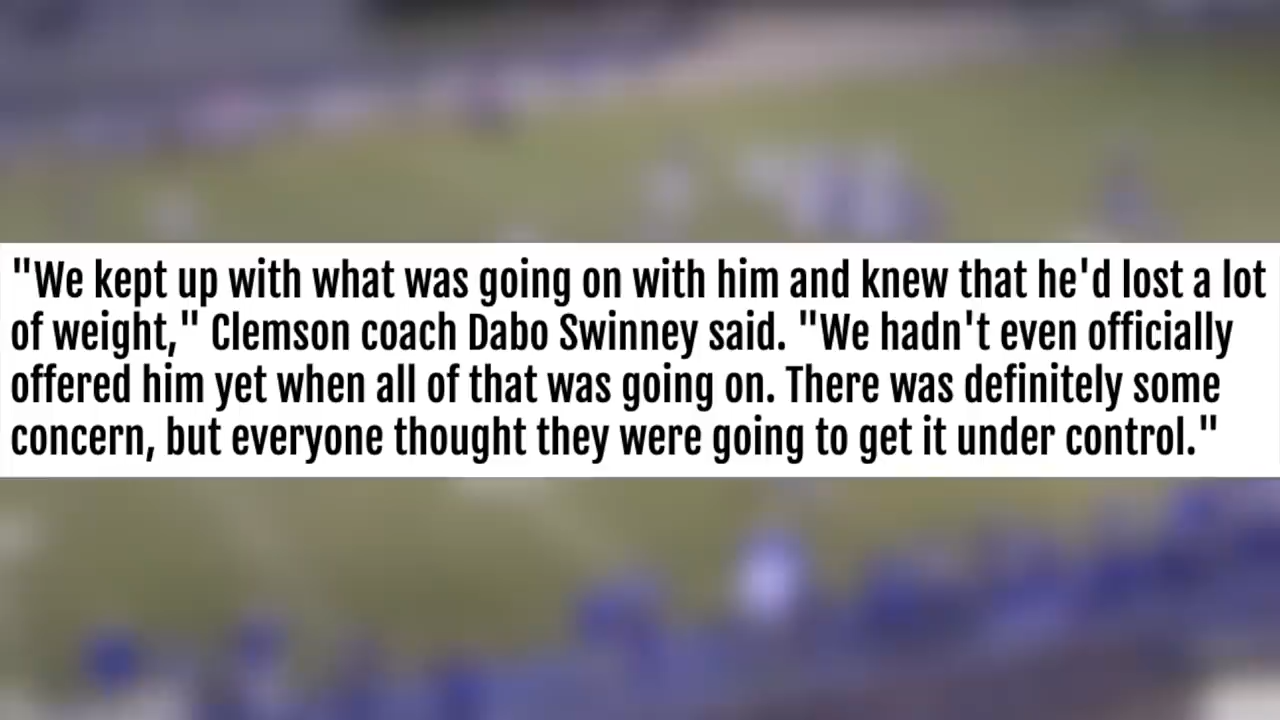 "We kept up with what was going on with him and knew that he'd lost a lot
of weight," Clemson coach Dabo Swinney said. "We hadn't even officially
offered him yet when all of that was going on. There was definitely some
concern, but everyone thought they were going to get it under control."